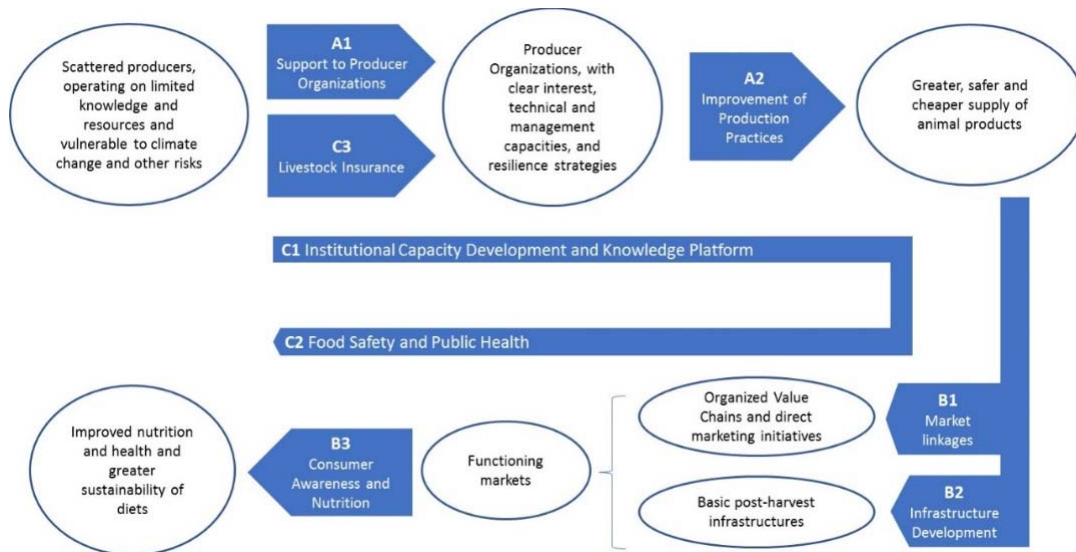 Scattered producers,
operating on limited
knowledge and
resources and
vulnerable to climate
change and other risks
A1
Support to Producer
Organizations
C3
Livestock Insurance
Producer
Organizations, with
clear interest,
technical and
management
capacities, and
resilience strategies
A2
Improvement of
Production
Practices
Greater, safer and
cheaper supply of
animal products
C1 Institutional Capacity Development and Knowledge Platform
C2 Food Safety and Public Health
B1
Market
linkages
Organized Value
Chains and direct
marketing initiatives
B2
Infrastructure
Development
Basic post-harvest
infrastructures
Functioning
markets
B3
Consumer
Awareness and
Nutrition
Improved nutrition
and health and
greater
sustainability of
diets